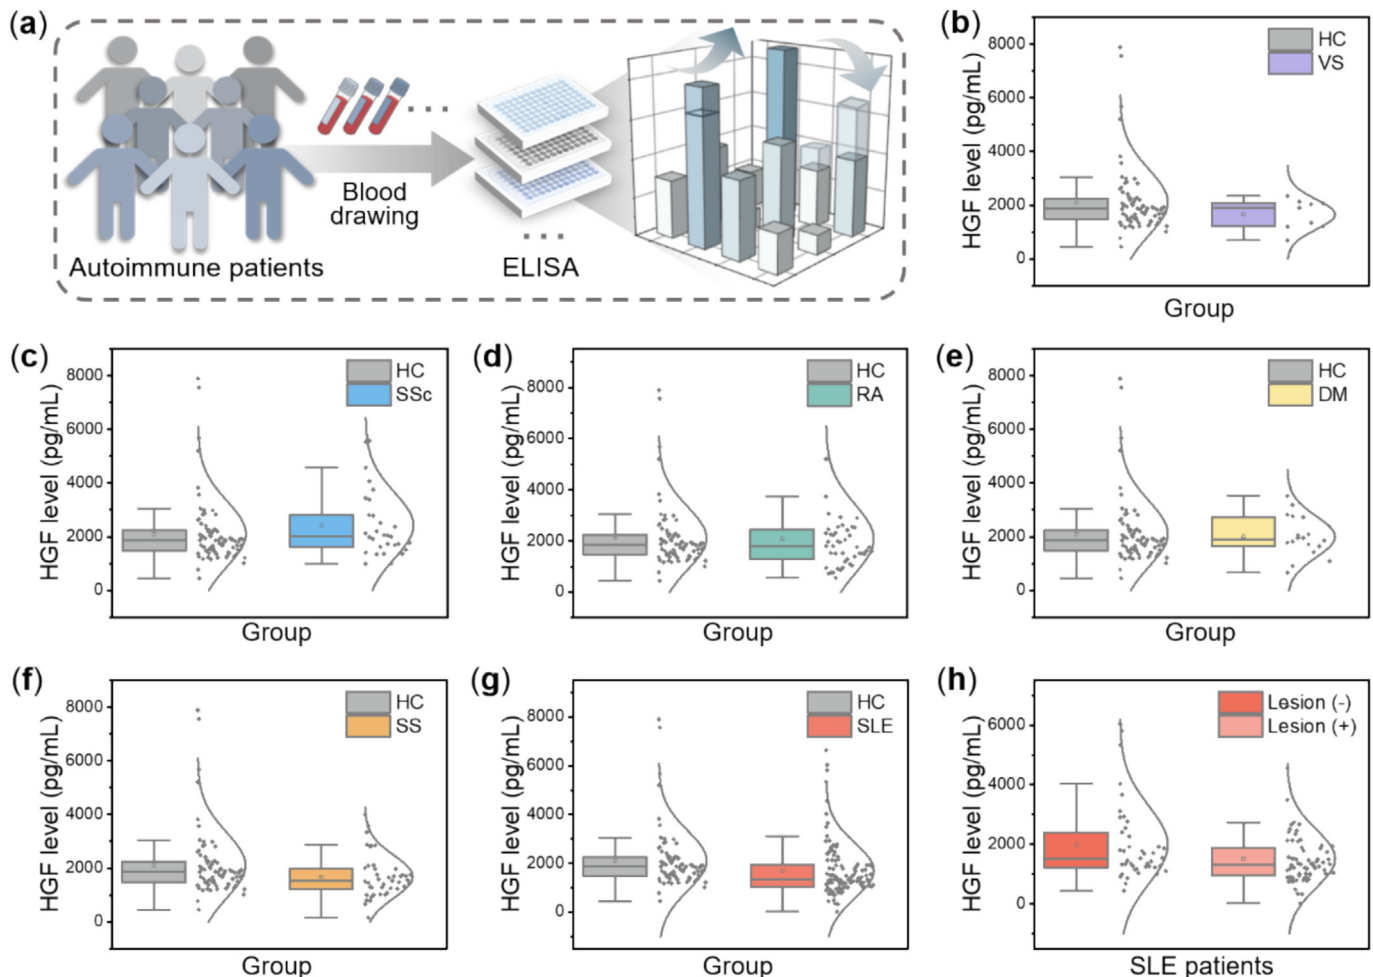 (a)
Blood
drawing
Autoimmune patients
ELISA
(b)
HGF level (pg/mL)
8000
6000
4000
2000
0
HC
VS
Group
(c)
HGF level (pg/mL)
8000
6000
4000
2000
0
HC
SSc
Group
(d)
HGF level (pg/mL)
8000
6000
4000
2000
0
HC
RA
Group
(e)
HGF level (pg/mL)
8000
6000
4000
2000
0
HC
DM
Group
(f)
HGF level (pg/mL)
8000
6000
4000
2000
0
HC
SS
Group
(g)
HGF level (pg/mL)
8000
6000
4000
2000
0
HC
SLE
Group
(h)
HGF level (pg/mL)
6000
4000
2000
0
Lesion (-)
Lesion (+)
SLE patients